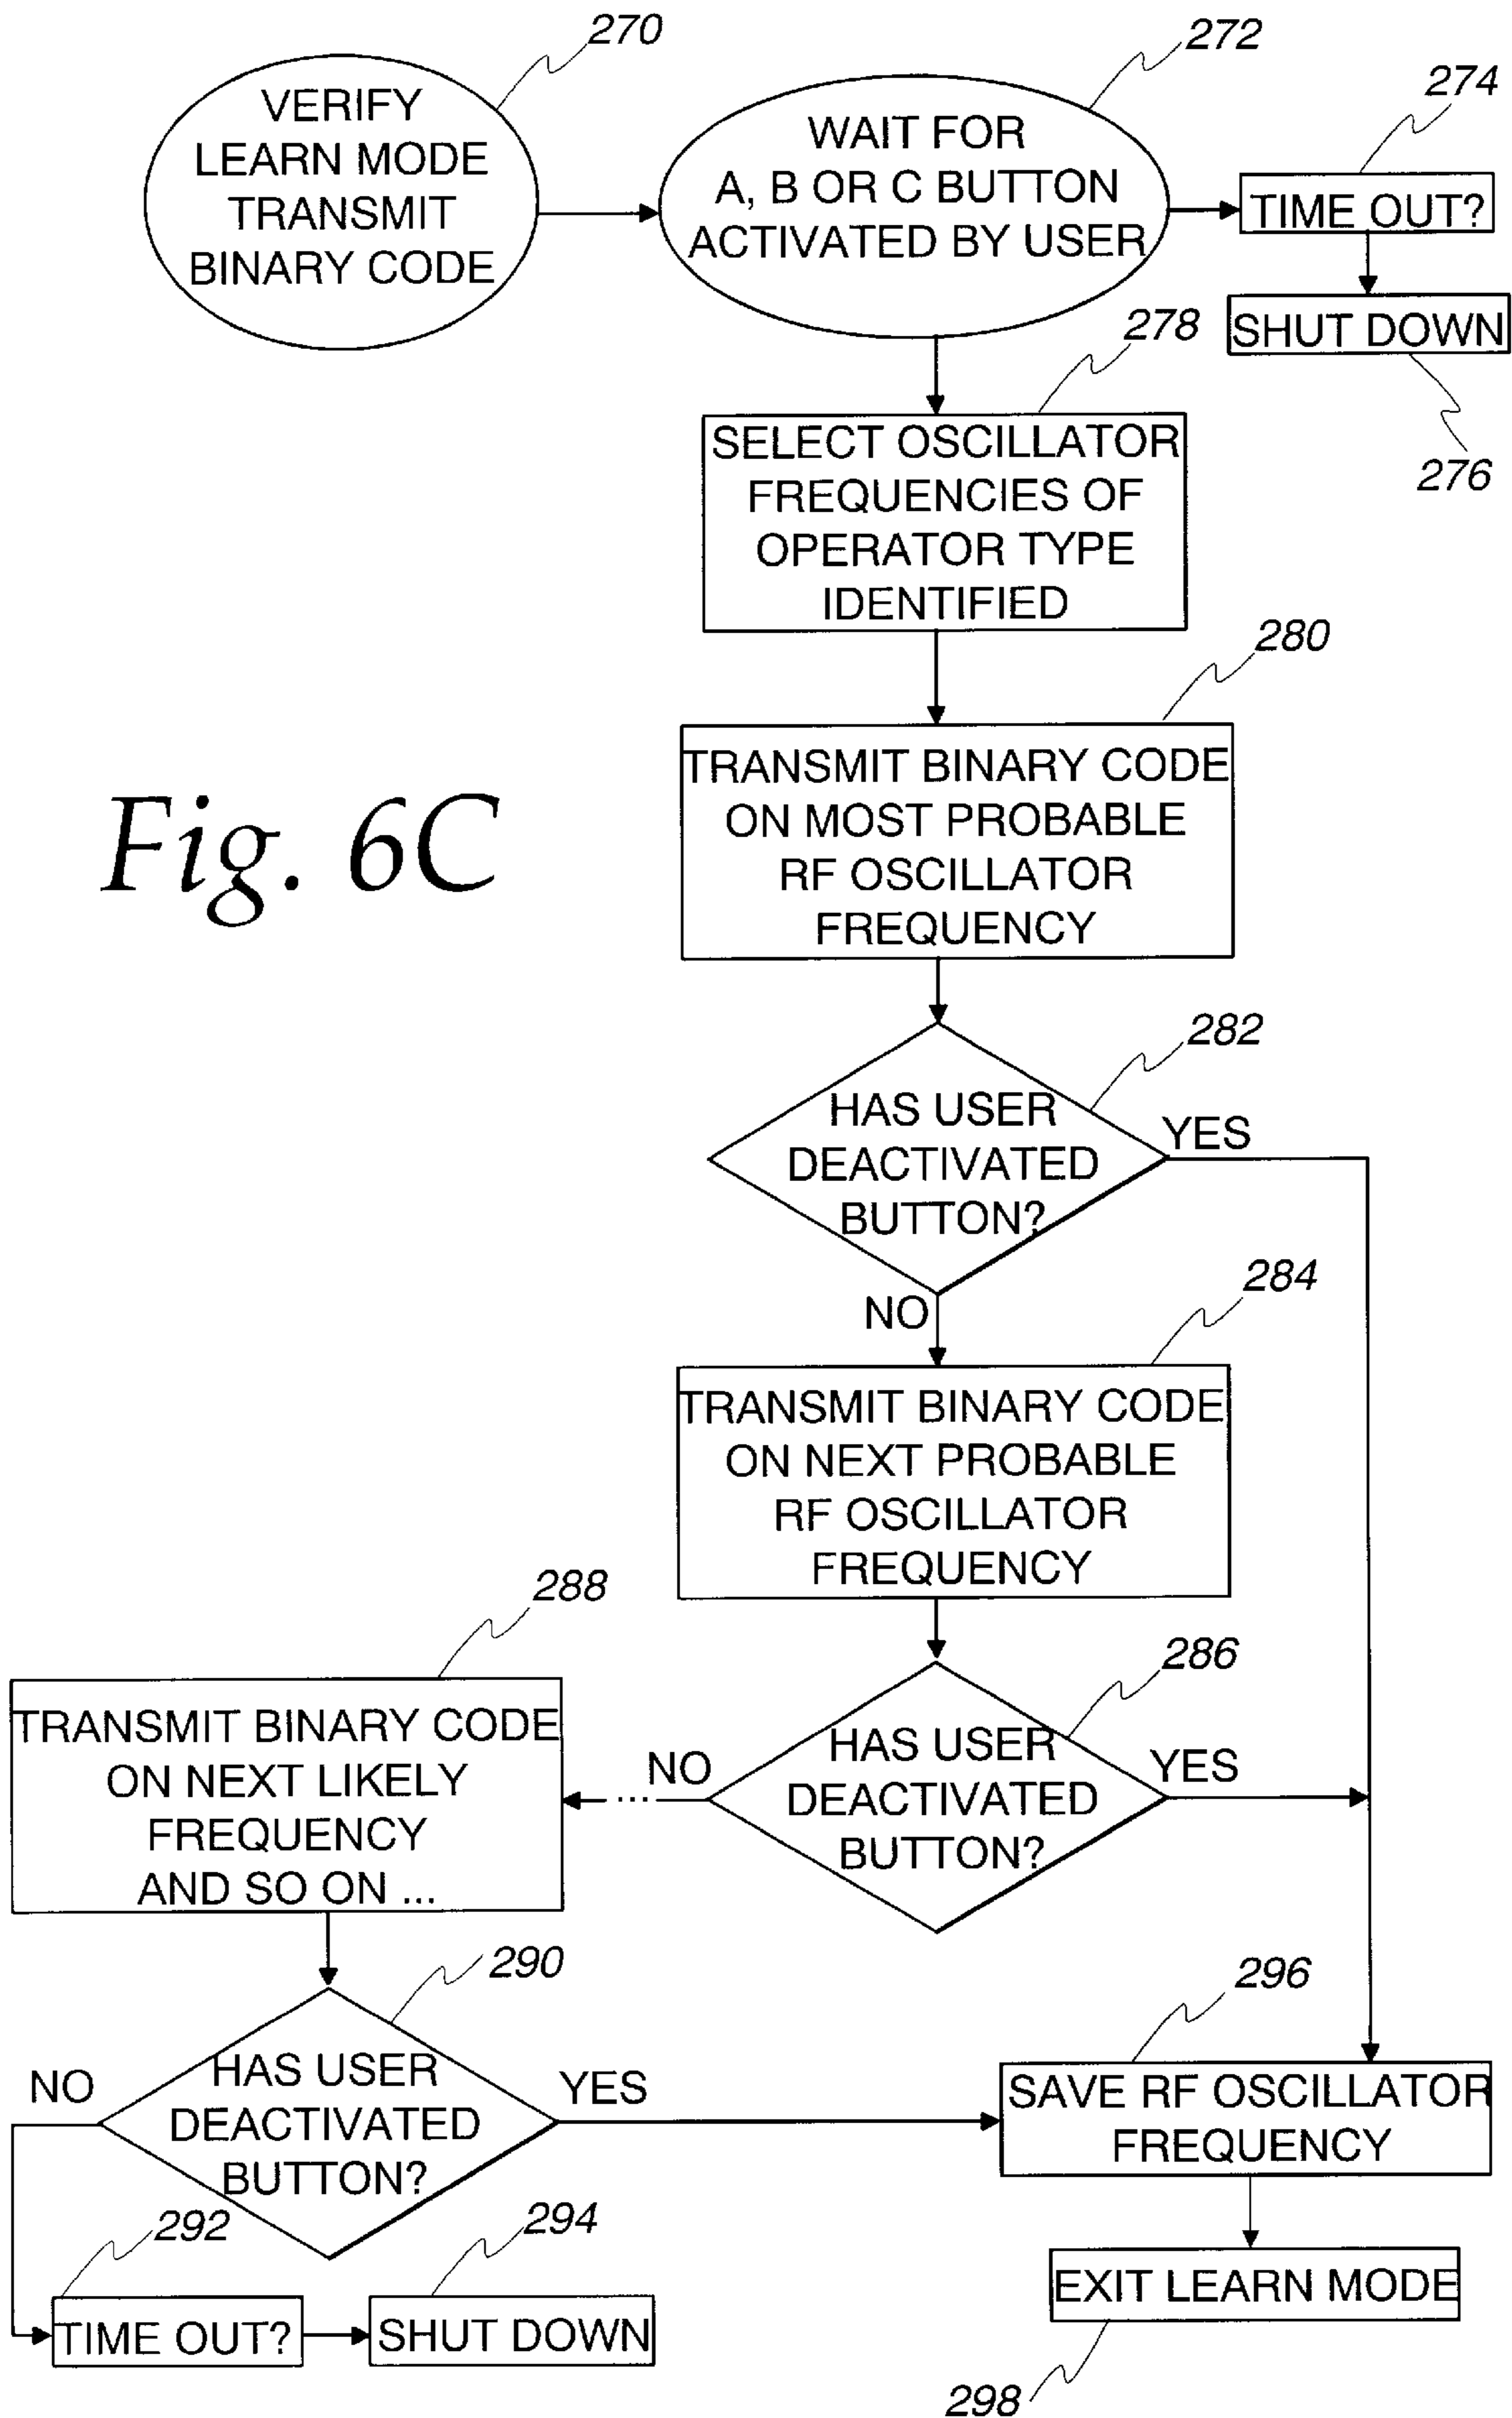 270
VERIFY
LEARN MODE
TRANSMIT
BINARY CODE
272
WAIT FOR
A, B OR C BUTTON
ACTIVATED BY USER
274
TIME OUT?
SHUT DOWN
276
278
SELECT OSCILLATOR
FREQUENCIES OF
OPERATOR TYPE
IDENTIFIED
280
TRANSMIT BINARY CODE
ON MOST PROBABLE
RF OSCILLATOR
FREQUENCY
Fig. 6C
282
HAS USER
DEACTIVATED
BUTTON?
YES
NO
284
TRANSMIT BINARY CODE
ON NEXT PROBABLE
RF OSCILLATOR
FREQUENCY
286
HAS USER
DEACTIVATED
BUTTON?
YES
NO
...
288
TRANSMIT BINARY CODE
ON NEXT LIKELY
FREQUENCY
AND SO ON ...
290
HAS USER
DEACTIVATED
BUTTON?
NO
YES
292
TIME OUT?
294
SHUT DOWN
296
SAVE RF OSCILLATOR
FREQUENCY
EXIT LEARN MODE
298